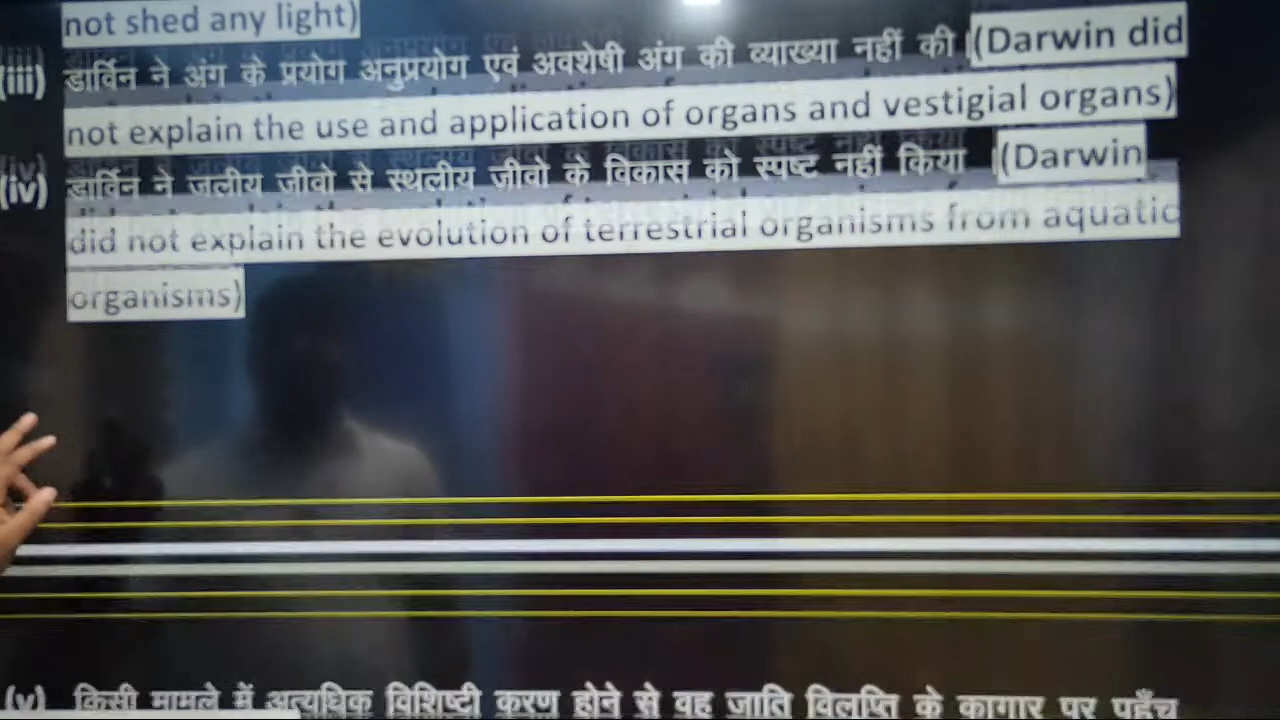 not shed any light)
(iii) डार्विन ने अंग के प्रयोग अनुप्रयोग एवं अवशेषी अंग की व्याख्या नहीं की (Darwin did
not explain the use and application of organs and vestigial organs)
(iv) डार्विन ने जलीय जीवो से स्थलीय जीवो के विकास को स्पष्ट नहीं किया (Darwin
did not explain the evolution of terrestrial organisms from aquatic
organisms)
(v) किसी मामले में अत्यधिक विशिष्टी करण होने से वह जाति विलुप्ति के कागार पर पहुँच